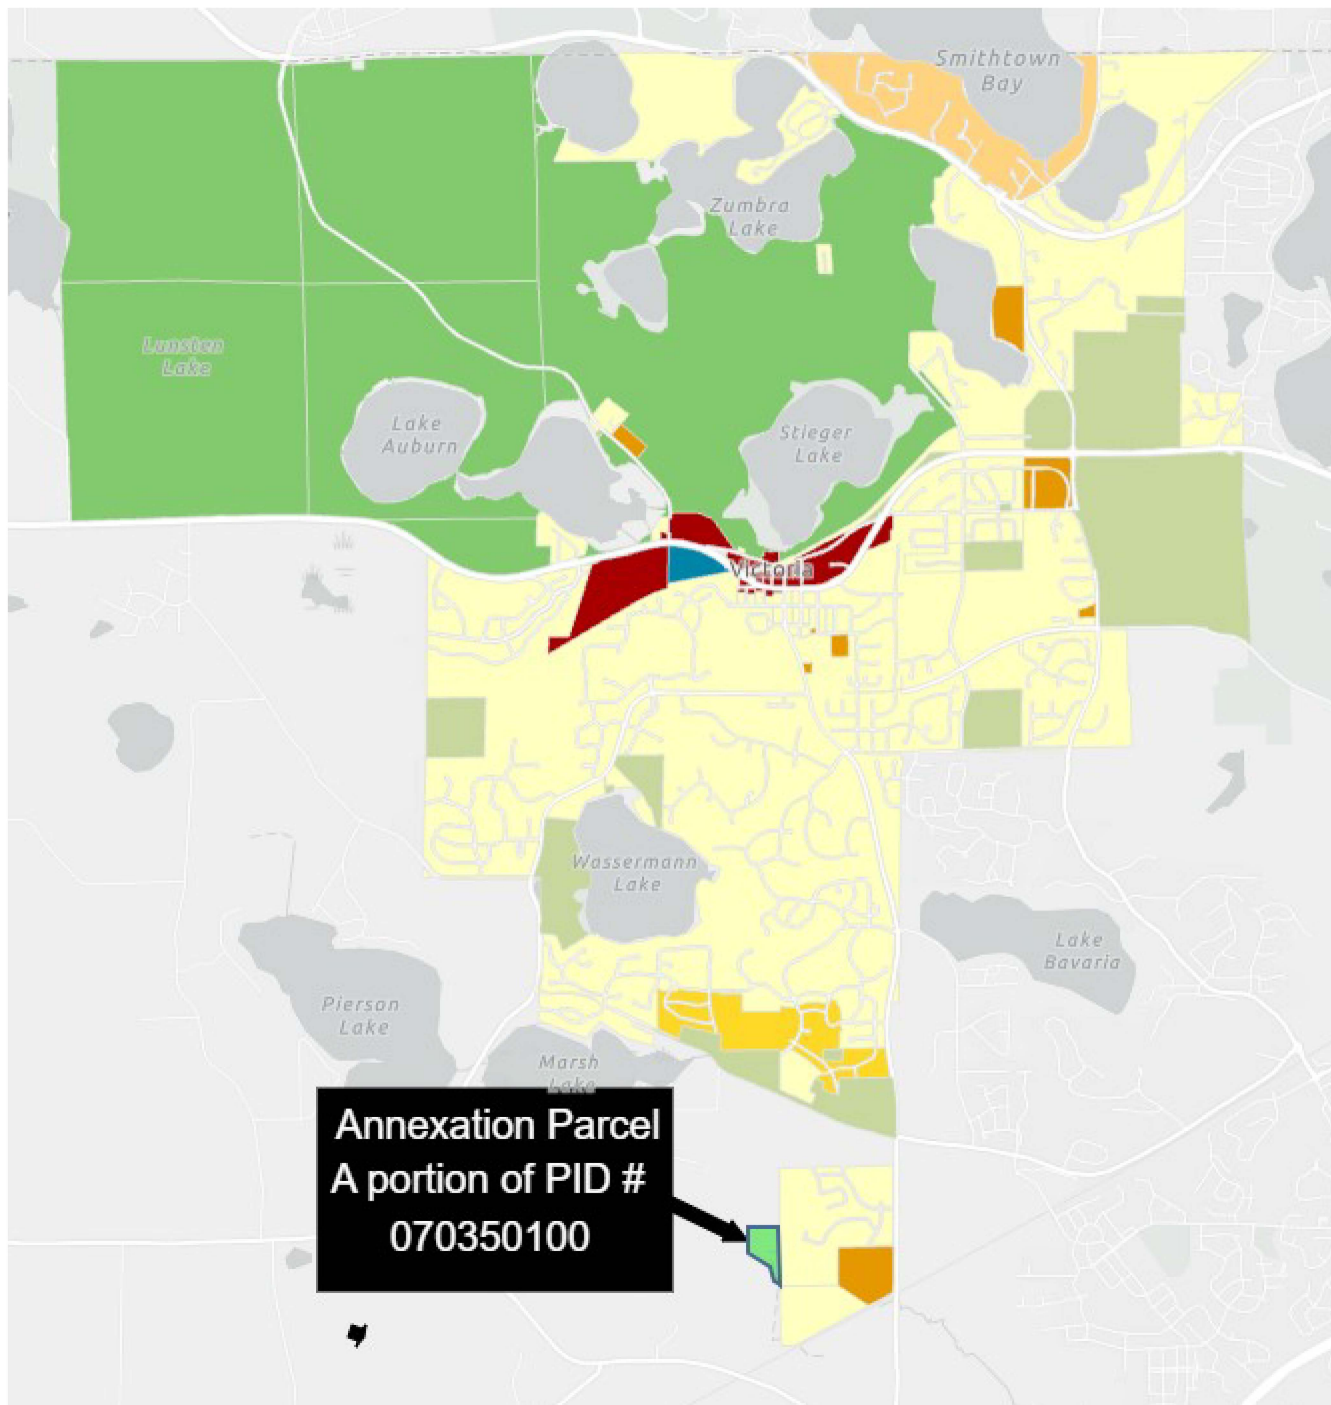 Smithtown
Bay
Zumbra
Lake
Lunsten
Lake
Lake
Auburn
Stieger
Lake
Victoria
Wassermann
Lake
Lake
Bavaria
Pierson
Lake
Marsh
Lake
Annexation Parcel
A portion of PID #
070350100